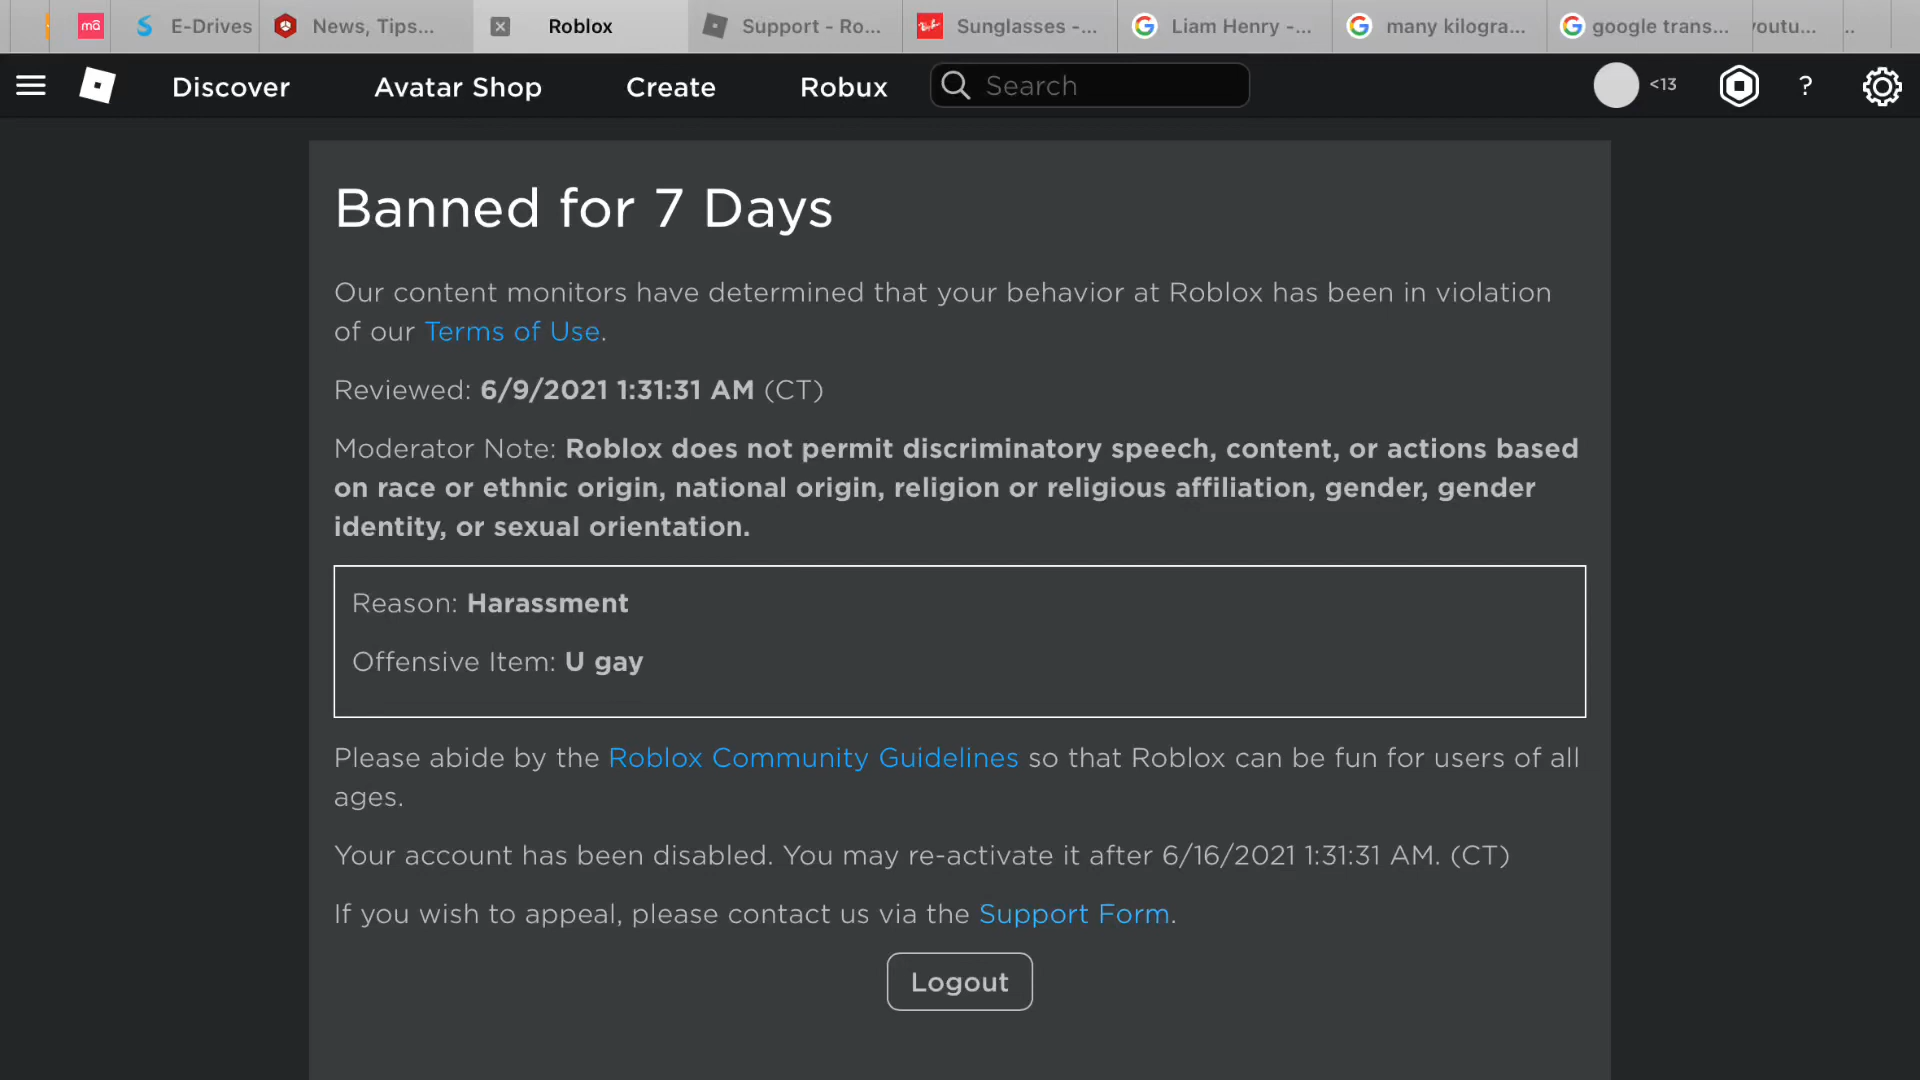 mô E-Drives News, Tips... Roblox Support - Ro... Sunglasses -... Liam Henry -... many kilogra... google trans... youtu... ..
Discover Avatar Shop Create Robux Search <13 ?
Banned for 7 Days
Our content monitors have determined that your behavior at Roblox has been in violation
of our Terms of Use.
Reviewed: 6/9/2021 1:31:31 AM (CT)
Moderator Note: Roblox does not permit discriminatory speech, content, or actions based
on race or ethnic origin, national origin, religion or religious affiliation, gender, gender
identity, or sexual orientation.
Reason: Harassment
Offensive Item: U gay
Please abide by the Roblox Community Guidelines so that Roblox can be fun for users of all
ages.
Your account has been disabled. You may re-activate it after 6/16/2021 1:31:31 AM. (CT)
If you wish to appeal, please contact us via the Support Form.
Logout